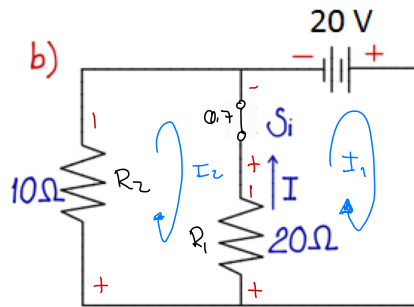 20 V
b)
− +
−
0.7 Si
+
10Ω R2 I2 I I1
R1 20Ω
+ +